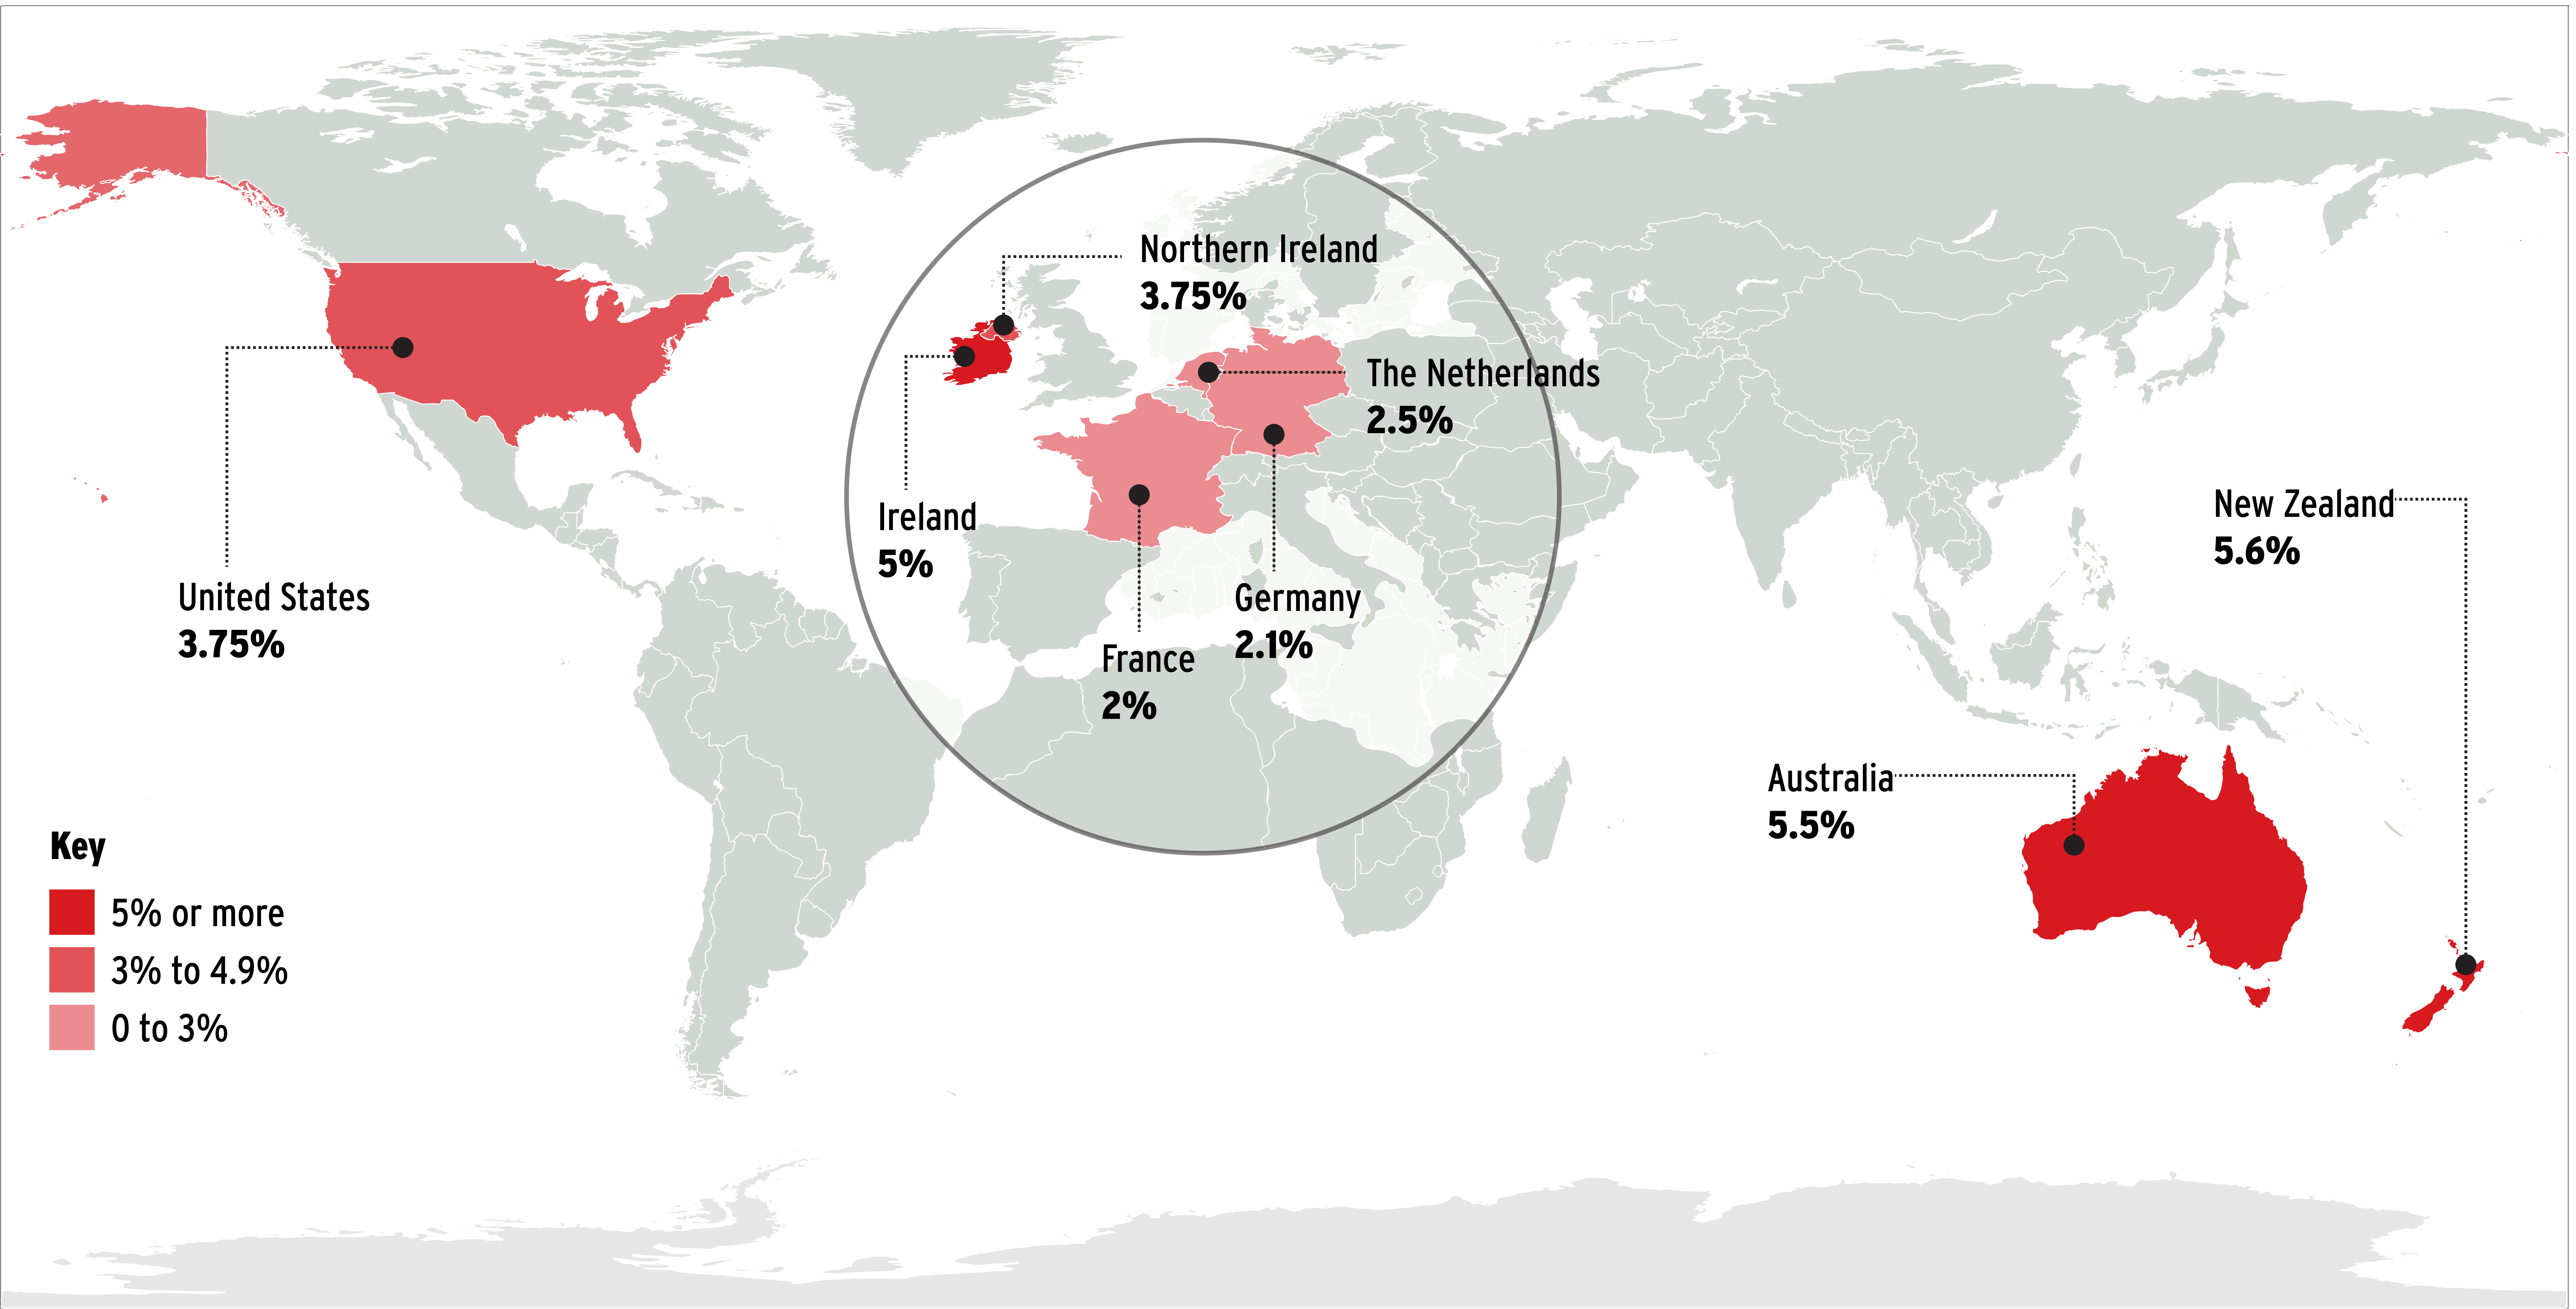 Northern Ireland
3.75%
The Netherlands
2.5%
Ireland
5%
New Zealand
5.6%
United States
3.75%
Germany
2.1%
France
2%
Australia
5.5%
Key
5% or more
3% to 4.9%
0 to 3%